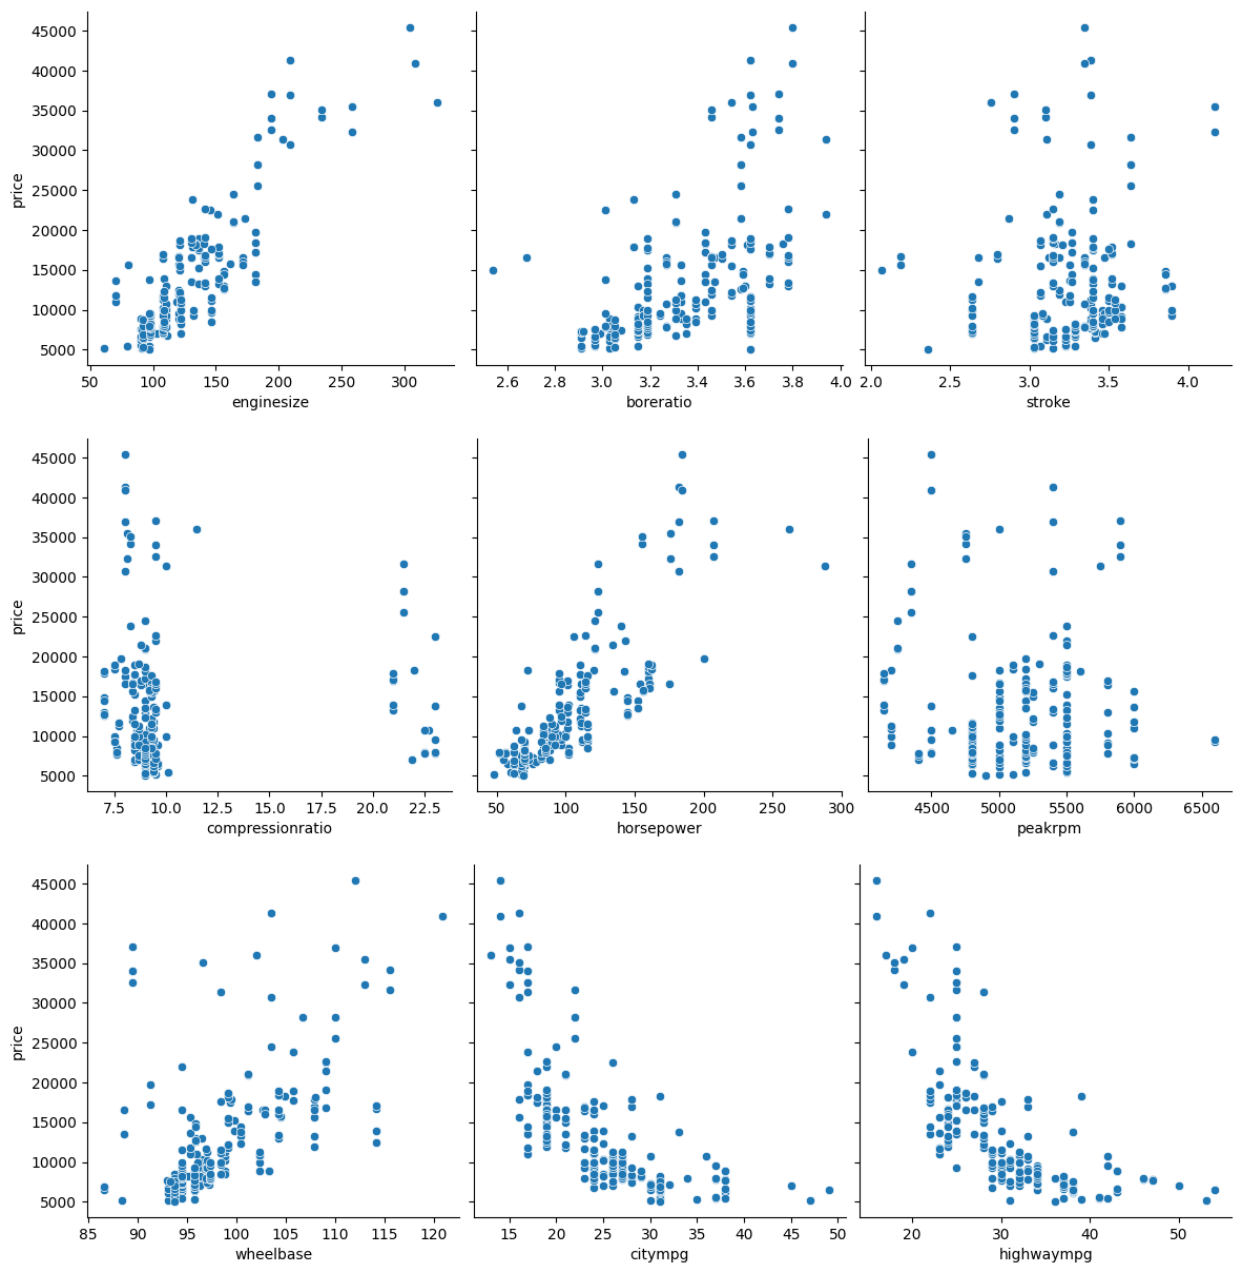 45000
40000
35000
30000
25000
20000
15000
10000
5000
price
50 100 150 200 250 300
enginesize
2.6 2.8 3.0 3.2 3.4 3.6 3.8 4.0
boreratio
2.0 2.5 3.0 3.5 4.0
stroke
45000
40000
35000
30000
25000
20000
15000
10000
5000
price
7.5 10.0 12.5 15.0 17.5 20.0 22.5
compressionratio
50 100 150 200 250 300
horsepower
4500 5000 5500 6000 6500
peakrpm
45000
40000
35000
30000
25000
20000
15000
10000
5000
price
85 90 95 100 105 110 115 120
wheelbase
15 20 25 30 35 40 45 50
citympg
20 30 40 50
highwaympg